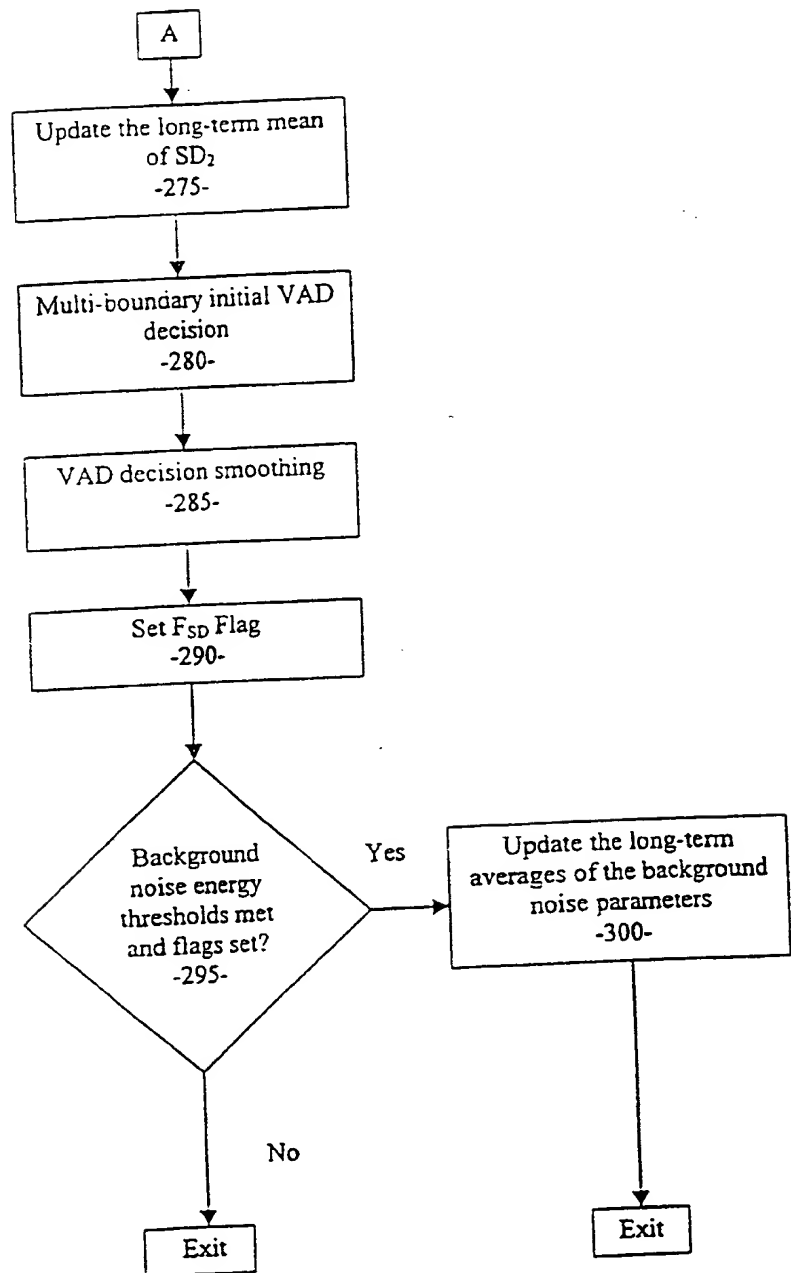 A
Update the long-term mean
of SD₂
-275-
Multi-boundary initial VAD
decision
-280-
VAD decision smoothing
-285-
Set F_SD Flag
-290-
Background
noise energy
thresholds met
and flags set?
-295-
Yes
Update the long-term
averages of the background
noise parameters
-300-
No
Exit
Exit